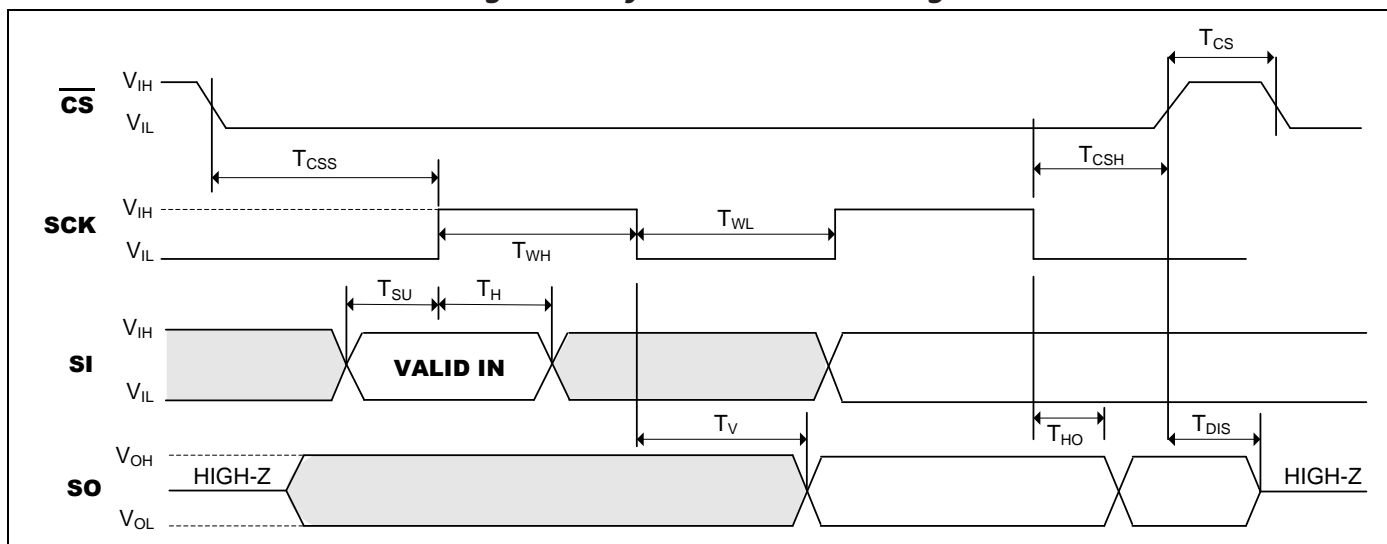 T_CS
V_IH
CS
V_IL
T_CSS
T_CSH
V_IH
SCK
T_WL
T_WH
V_IL
T_SU
T_H
V_IH
SI
VALID IN
V_IL
T_V
T_HO
T_DIS
V_OH
HIGH-Z
HIGH-Z
SO
V_OL